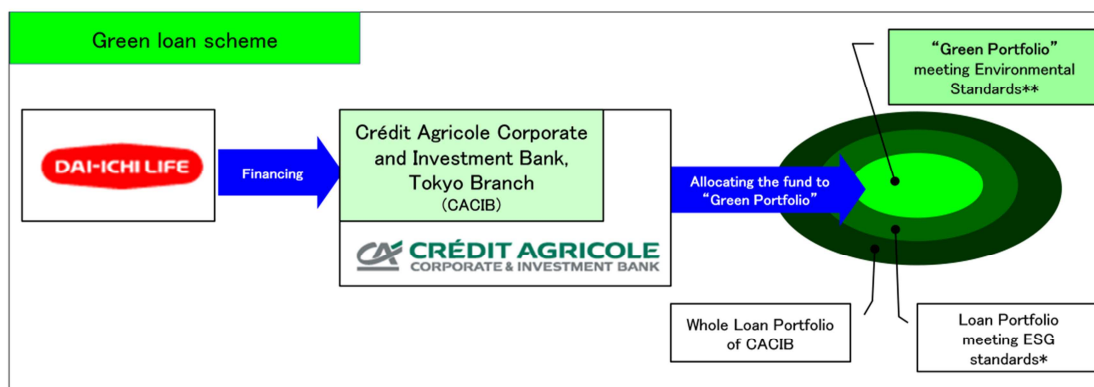 Green loan scheme
DAI-ICHI LIFE
Financing
Crédit Agricole Corporate
and Investment Bank,
Tokyo Branch
(CACIB)
CA CRÉDIT AGRICOLE
CORPORATE & INVESTMENT BANK
Allocating the fund to
“Green Portfolio”
“Green Portfolio”
meeting Environmental
Standards**
Whole Loan Portfolio
of CACIB
Loan Portfolio
meeting ESG
standards*